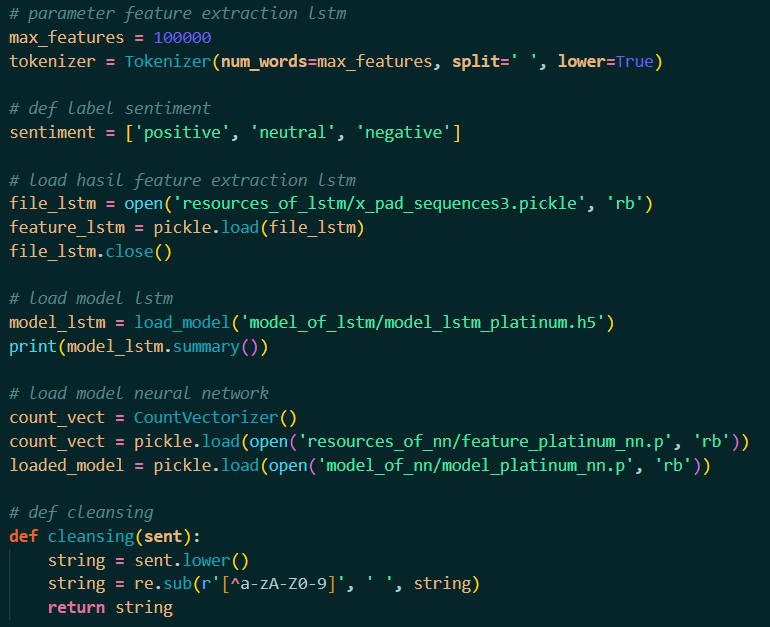 # parameter feature extraction lstm
max_features = 100000
tokenizer = Tokenizer(num_words=max_features, split=' ', lower=True)

# def label sentiment
sentiment = ['positive', 'neutral', 'negative']

# load hasil feature extraction lstm
file_lstm = open('resources_of_lstm/x_pad_sequences3.pickle', 'rb')
feature_lstm = pickle.load(file_lstm)
file_lstm.close()

# load model lstm
model_lstm = load_model('model_of_lstm/model_lstm_platinum.h5')
print(model_lstm.summary())

# load model neural network
count_vect = CountVectorizer()
count_vect = pickle.load(open('resources_of_nn/feature_platinum_nn.p', 'rb'))
loaded_model = pickle.load(open('model_of_nn/model_platinum_nn.p', 'rb'))

# def cleansing
def cleansing(sent):
    string = sent.lower()
    string = re.sub(r'[^a-zA-Z0-9]', ' ', string)
    return string